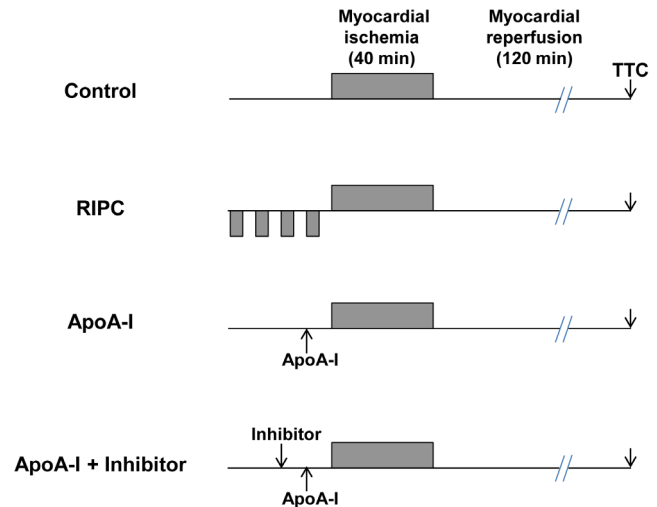 Myocardial
ischemia
(40 min)
Myocardial
reperfusion
(120 min)
TTC
Control
RIPC
ApoA-I
ApoA-I
Inhibitor
ApoA-I + Inhibitor
ApoA-I